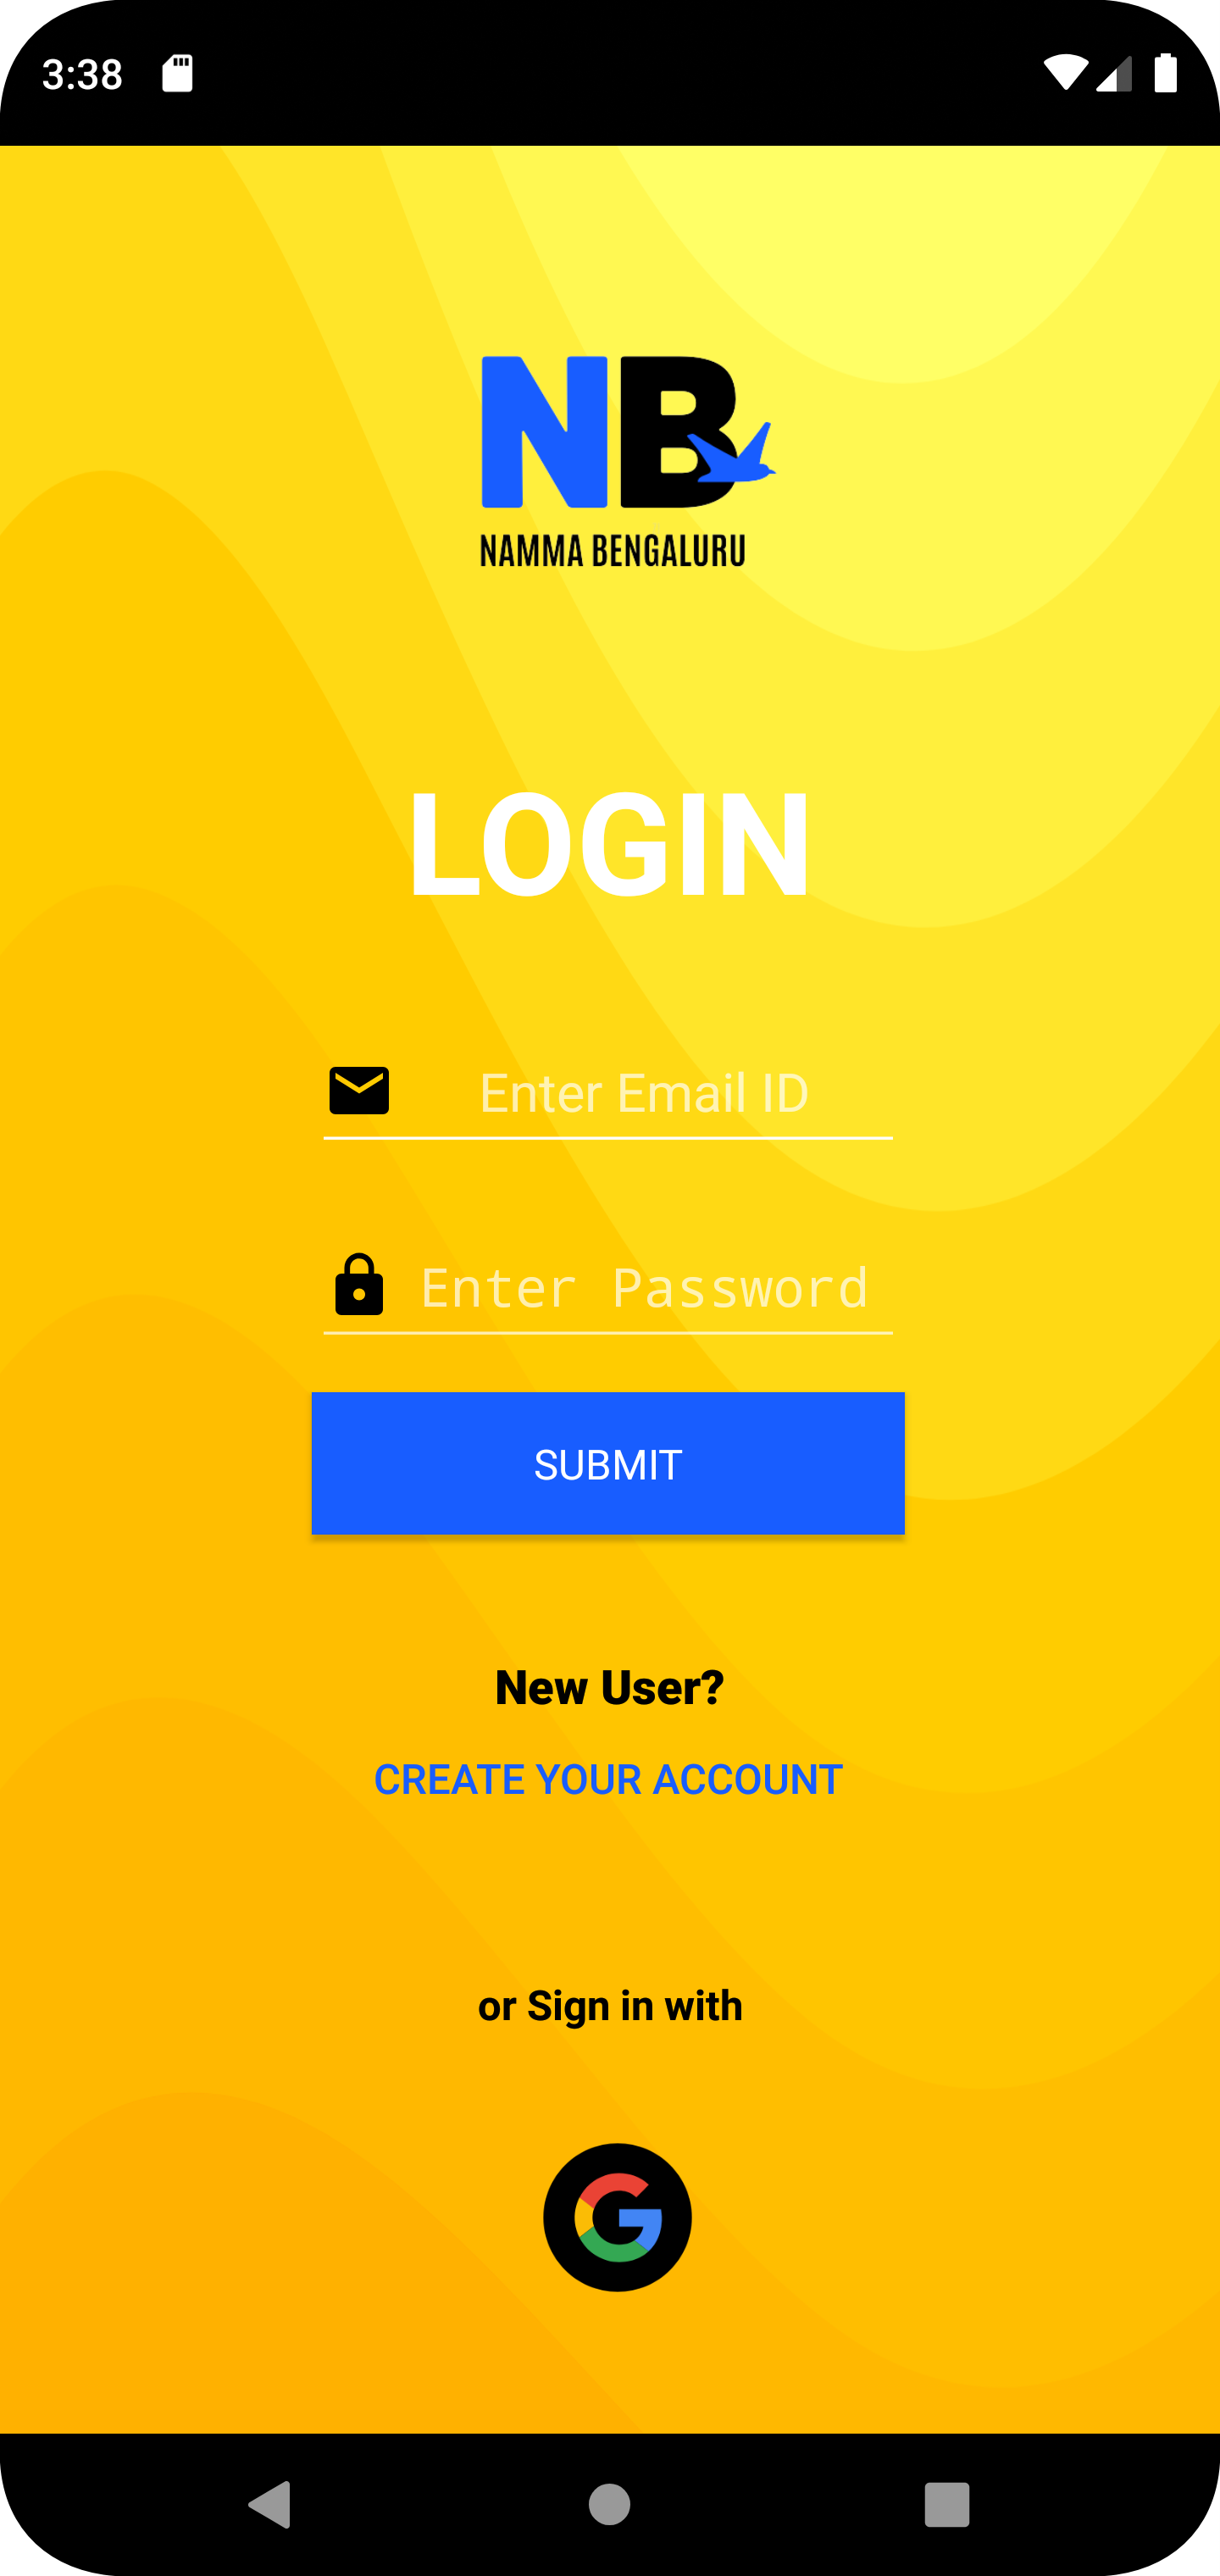 3:38
NB
NAMMA BENGALURU
LOGIN
Enter Email ID
Enter Password
SUBMIT
New User?
CREATE YOUR ACCOUNT
or Sign in with
G